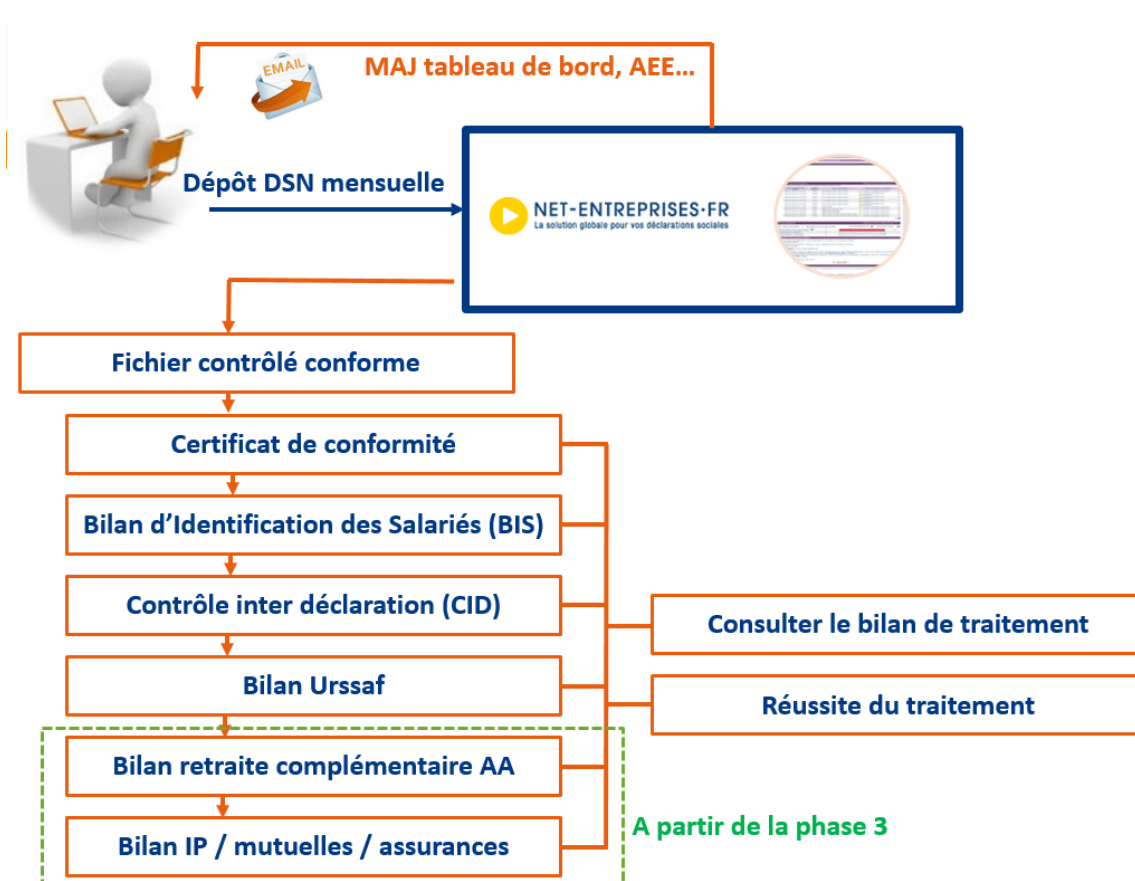 EMAIL
MAJ tableau de bord, AEE...
Dépôt DSN mensuelle
NET-ENTREPRISES·FR
La solution globale pour vos déclarations sociales
Fichier contrôlé conforme
Certificat de conformité
Bilan d'Identification des Salariés (BIS)
Contrôle inter déclaration (CID)
Consulter le bilan de traitement
Bilan Urssaf
Réussite du traitement
Bilan retraite complémentaire AA
A partir de la phase 3
Bilan IP / mutuelles / assurances